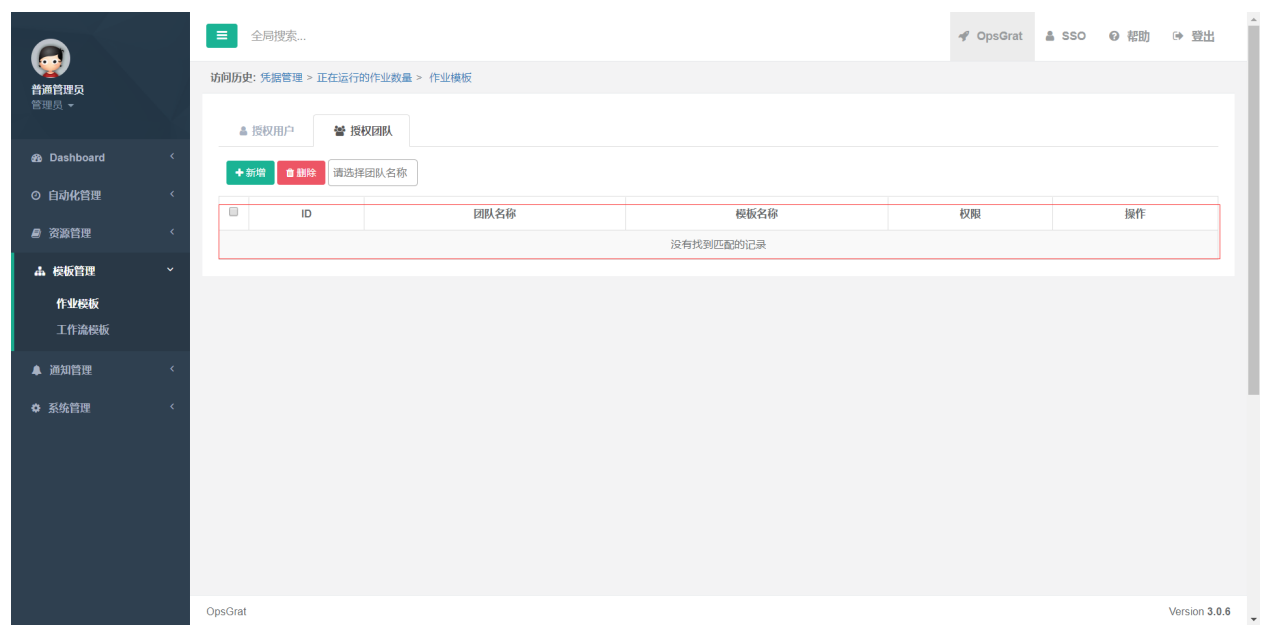 全局搜索...
OpsGrat
SSO
帮助
登出
普通管理员
管理员
访问历史: 凭据管理 > 正在运行的作业数量 > 作业模板
Dashboard
自动化管理
资源管理
模板管理
作业模板
工作流模板
通知管理
系统管理
授权用户
授权团队
新增
删除
请选择团队名称
ID 团队名称 模板名称 权限 操作
没有找到匹配的记录
OpsGrat
Version 3.0.6